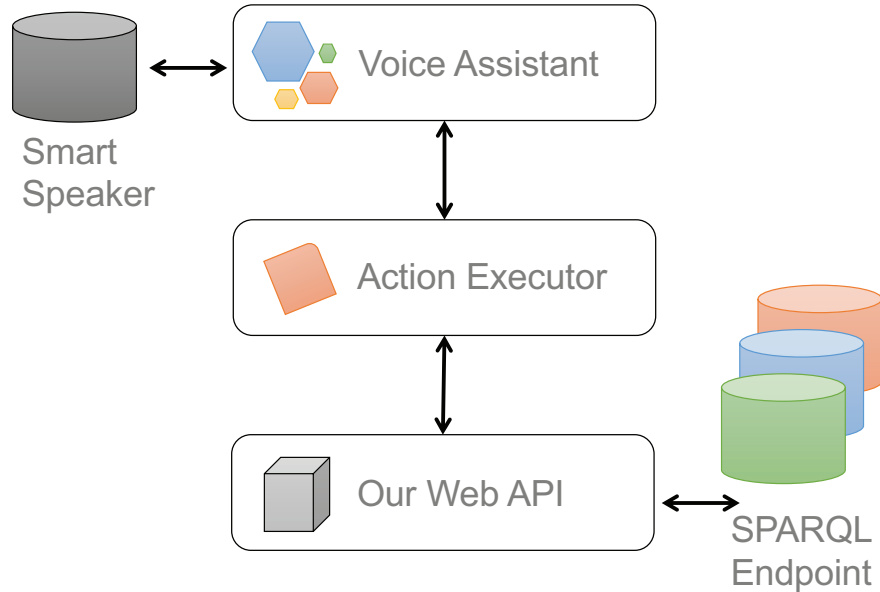 Voice Assistant
Smart
Speaker
Action Executor
Our Web API
SPARQL
Endpoint